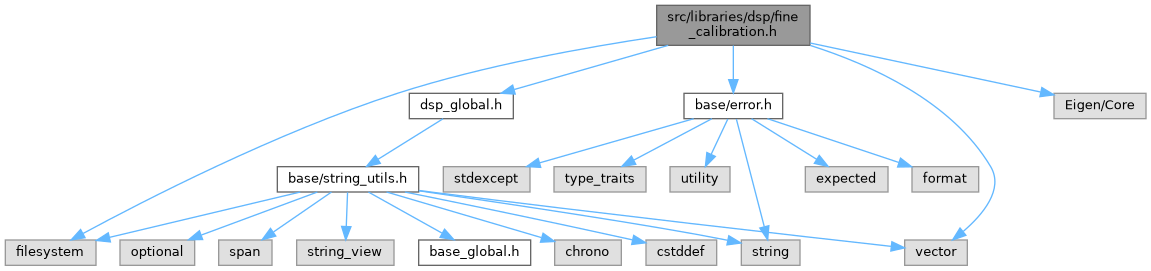 src/libraries/dsp/fine
_calibration.h
dsp_global.h
base/error.h
Eigen/Core
base/string_utils.h
stdexcept
type_traits
utility
expected
format
filesystem
optional
span
string_view
base_global.h
chrono
cstddef
string
vector